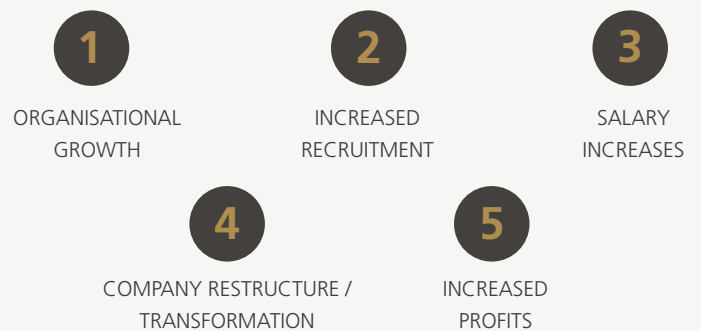 1
ORGANISATIONAL
GROWTH
2
INCREASED
RECRUITMENT
3
SALARY
INCREASES
4
COMPANY RESTRUCTURE /
TRANSFORMATION
5
INCREASED
PROFITS